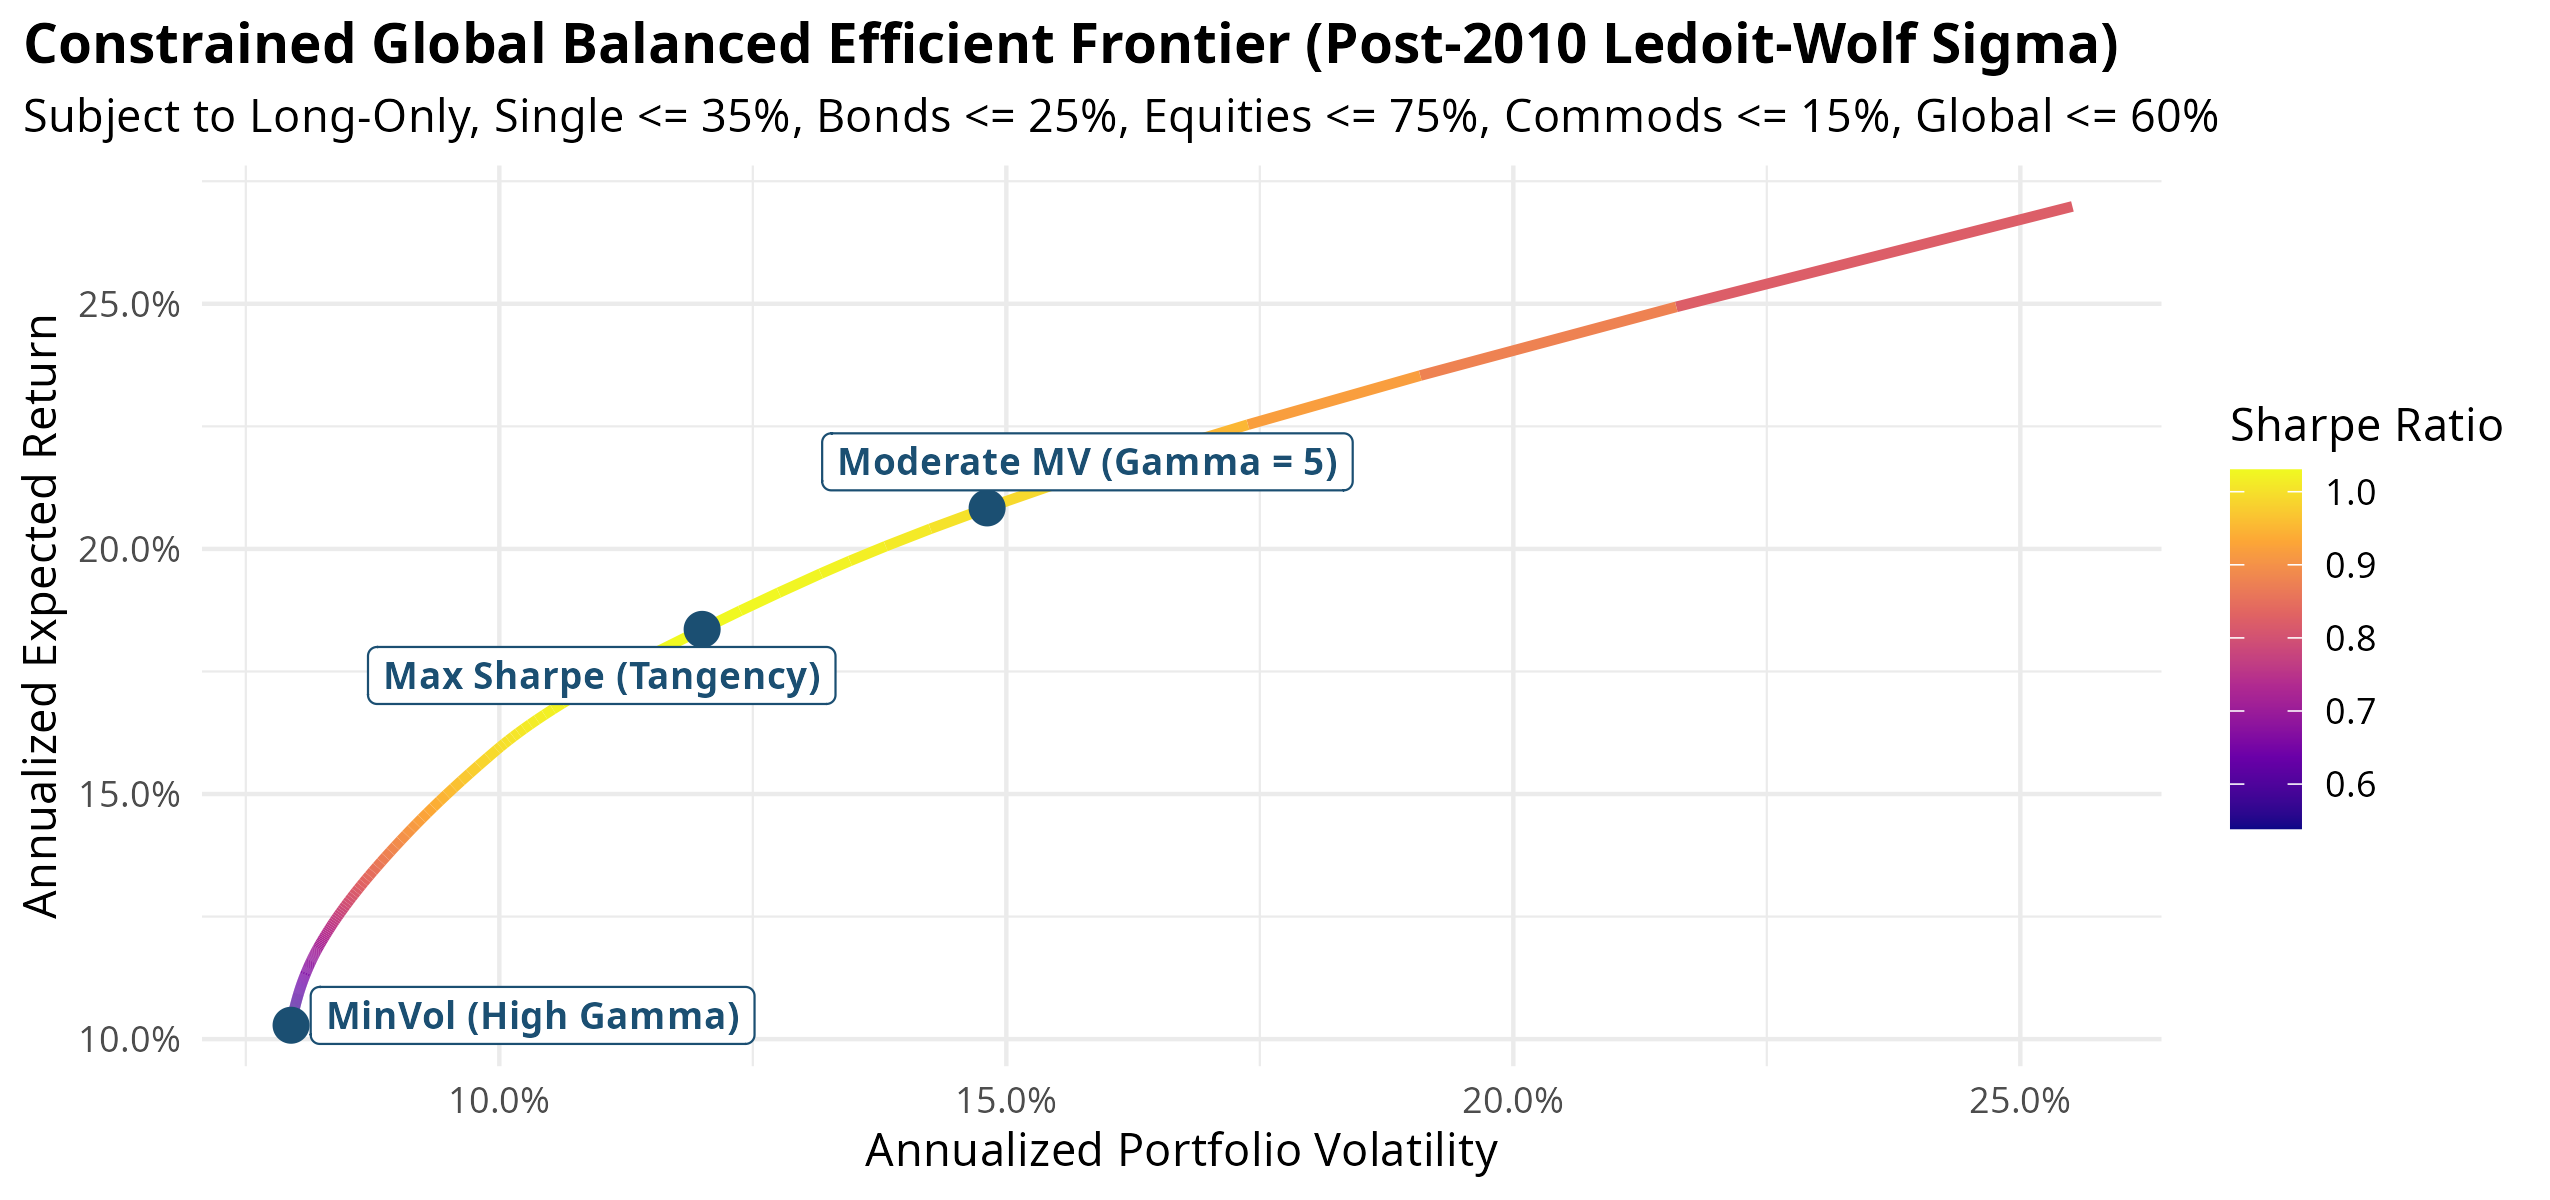 Constrained Global Balanced Efficient Frontier (Post-2010 Ledoit-Wolf Sigma)
Subject to Long-Only, Single <= 35%, Bonds <= 25%, Equities <= 75%, Commods <= 15%, Global <= 60%
Annualized Expected Return
25.0%
20.0%
15.0%
10.0%
Moderate MV (Gamma = 5)
Max Sharpe (Tangency)
MinVol (High Gamma)
10.0%
15.0%
20.0%
25.0%
Annualized Portfolio Volatility
Sharpe Ratio
1.0
0.9
0.8
0.7
0.6